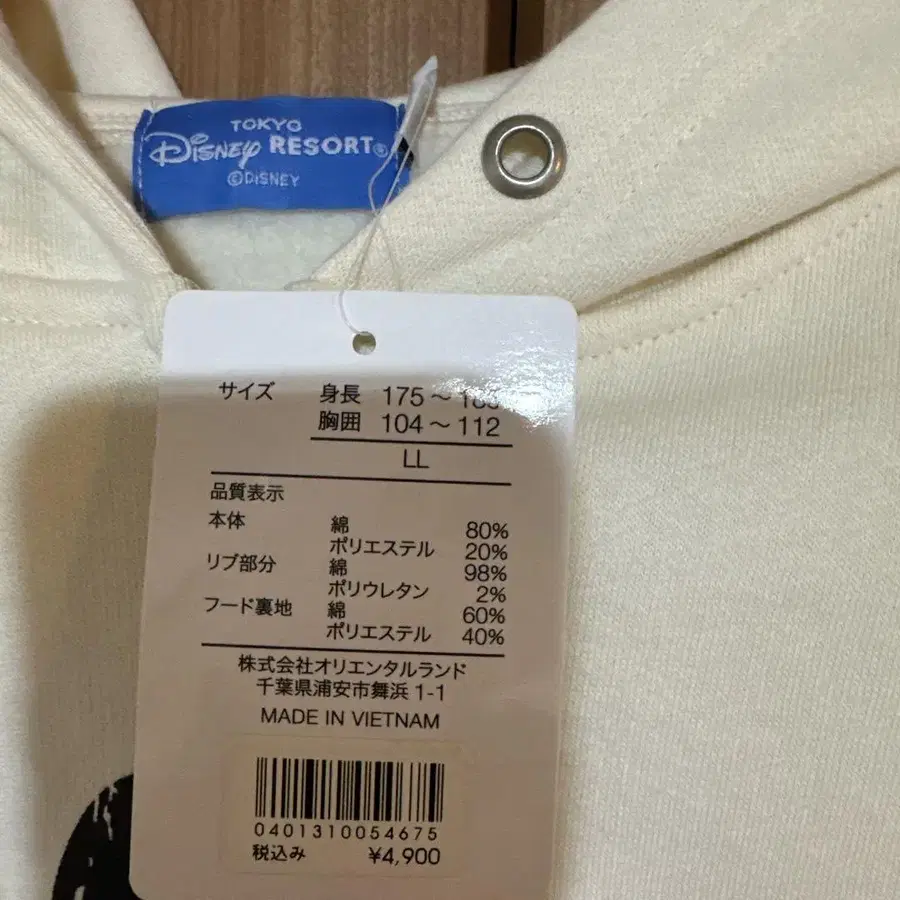 TOKYO
Disney RESORT®
©DISNEY
サイズ 身長 175～
胸囲 104～112
LL
品質表示
本体 綿 80%
ポリエステル 20%
リブ部分 綿 98%
ポリウレタン 2%
フード裏地 綿 60%
ポリエステル 40%
株式会社オリエンタルランド
千葉県浦安市舞浜 1-1
MADE IN VIETNAM
0401310054675
税込み ¥4,900